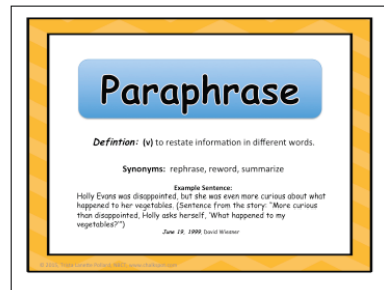 Paraphrase
Defintion: (v) to restate information in different words.
Synonyms: rephrase, reword, summarize
Example Sentence:
Holly Evans was disappointed, but she was even more curious about what
happened to her vegetables. (Sentence from the story: "More curious
than disappointed, Holly asks herself, 'What happened to my
vegetables?'")
June 19, 1999, David Wiesner